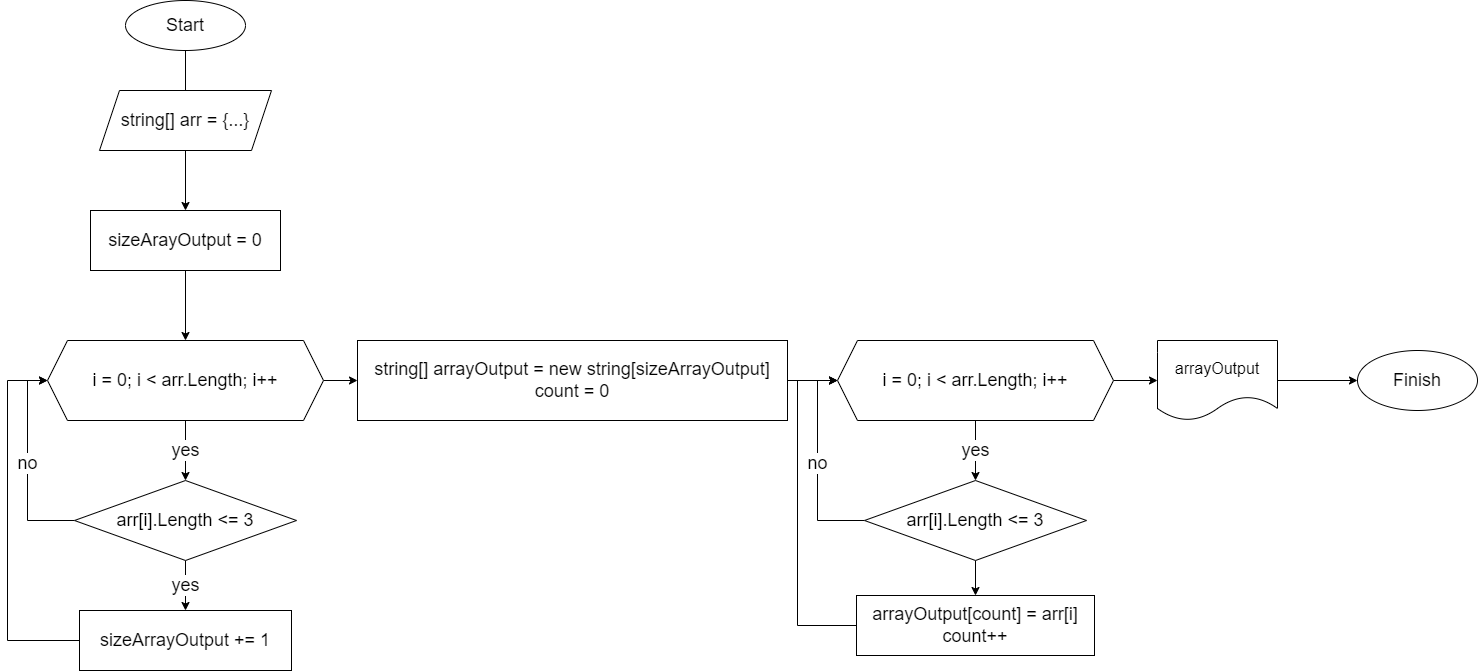 Start
string[] arr = {...}
sizeArayOutput = 0
i = 0; i < arr.Length; i++
yes
no
arr[i].Length <= 3
yes
sizeArrayOutput += 1
string[] arrayOutput = new string[sizeArrayOutput]
count = 0
i = 0; i < arr.Length; i++
yes
no
arr[i].Length <= 3
arrayOutput[count] = arr[i]
count++
arrayOutput
Finish